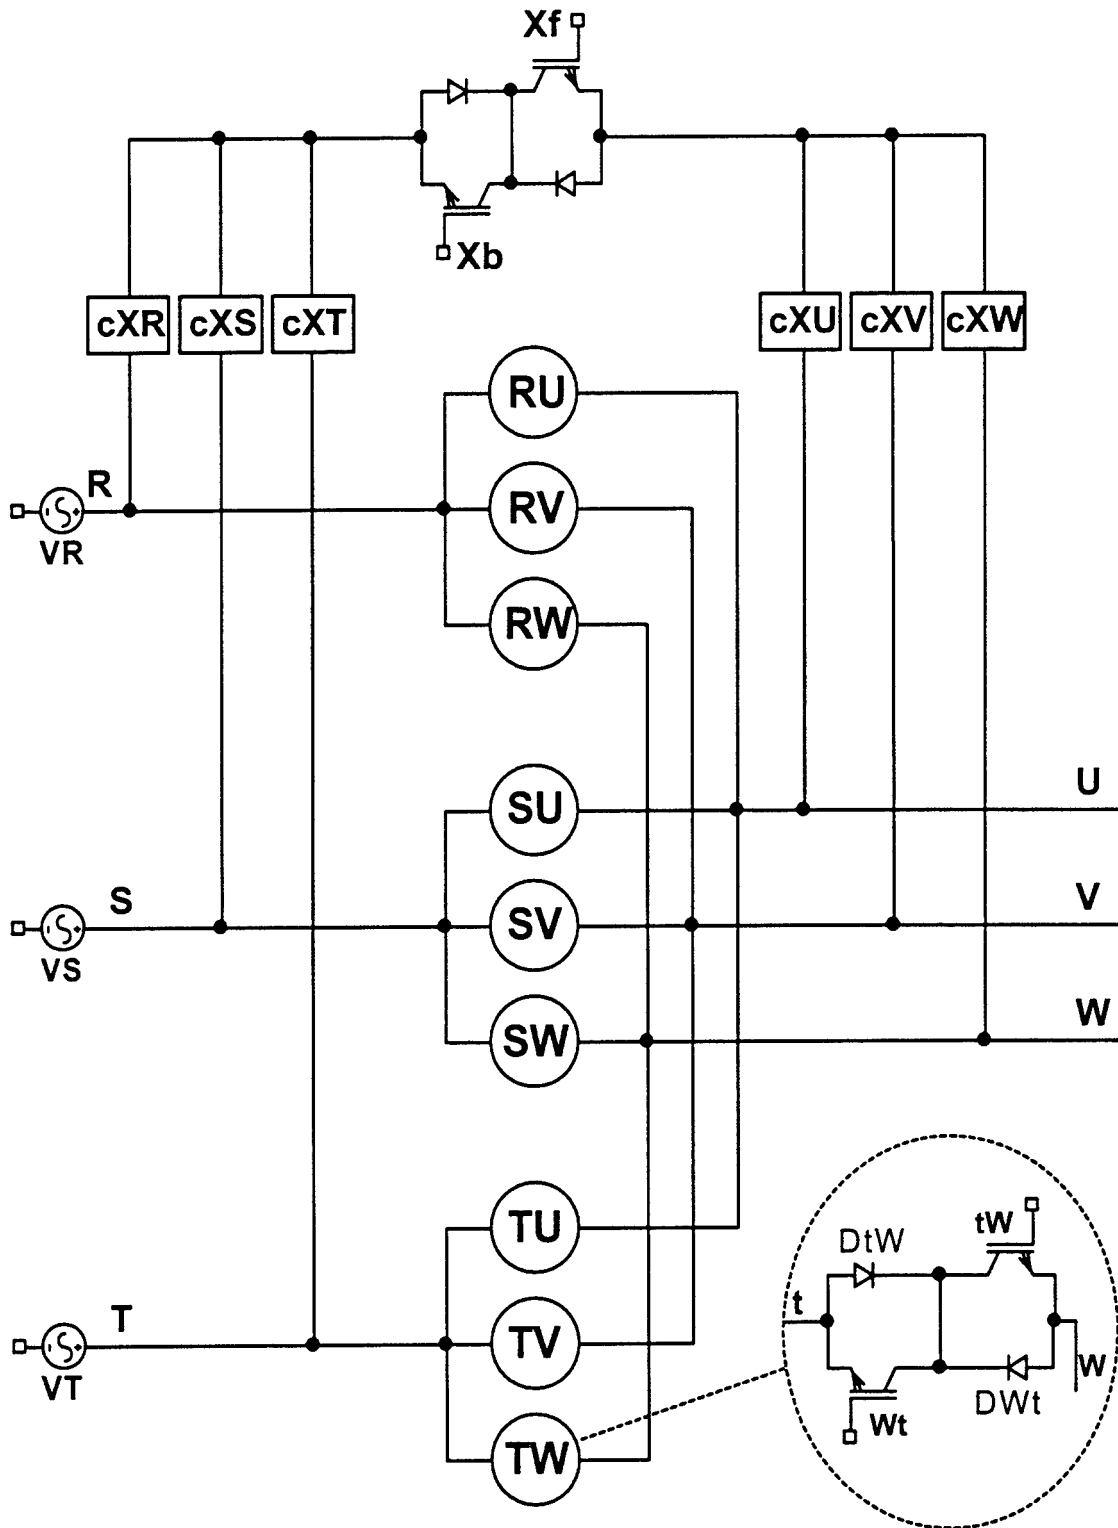 Xf
Xb
cXR cXS cXT
cXU cXV cXW
RU
R
RV
VR
RW
SU
U
S
SV
V
VS
SW
W
TU
tW
DtW
t
T
TV
W
VT
DWt
Wt
TW